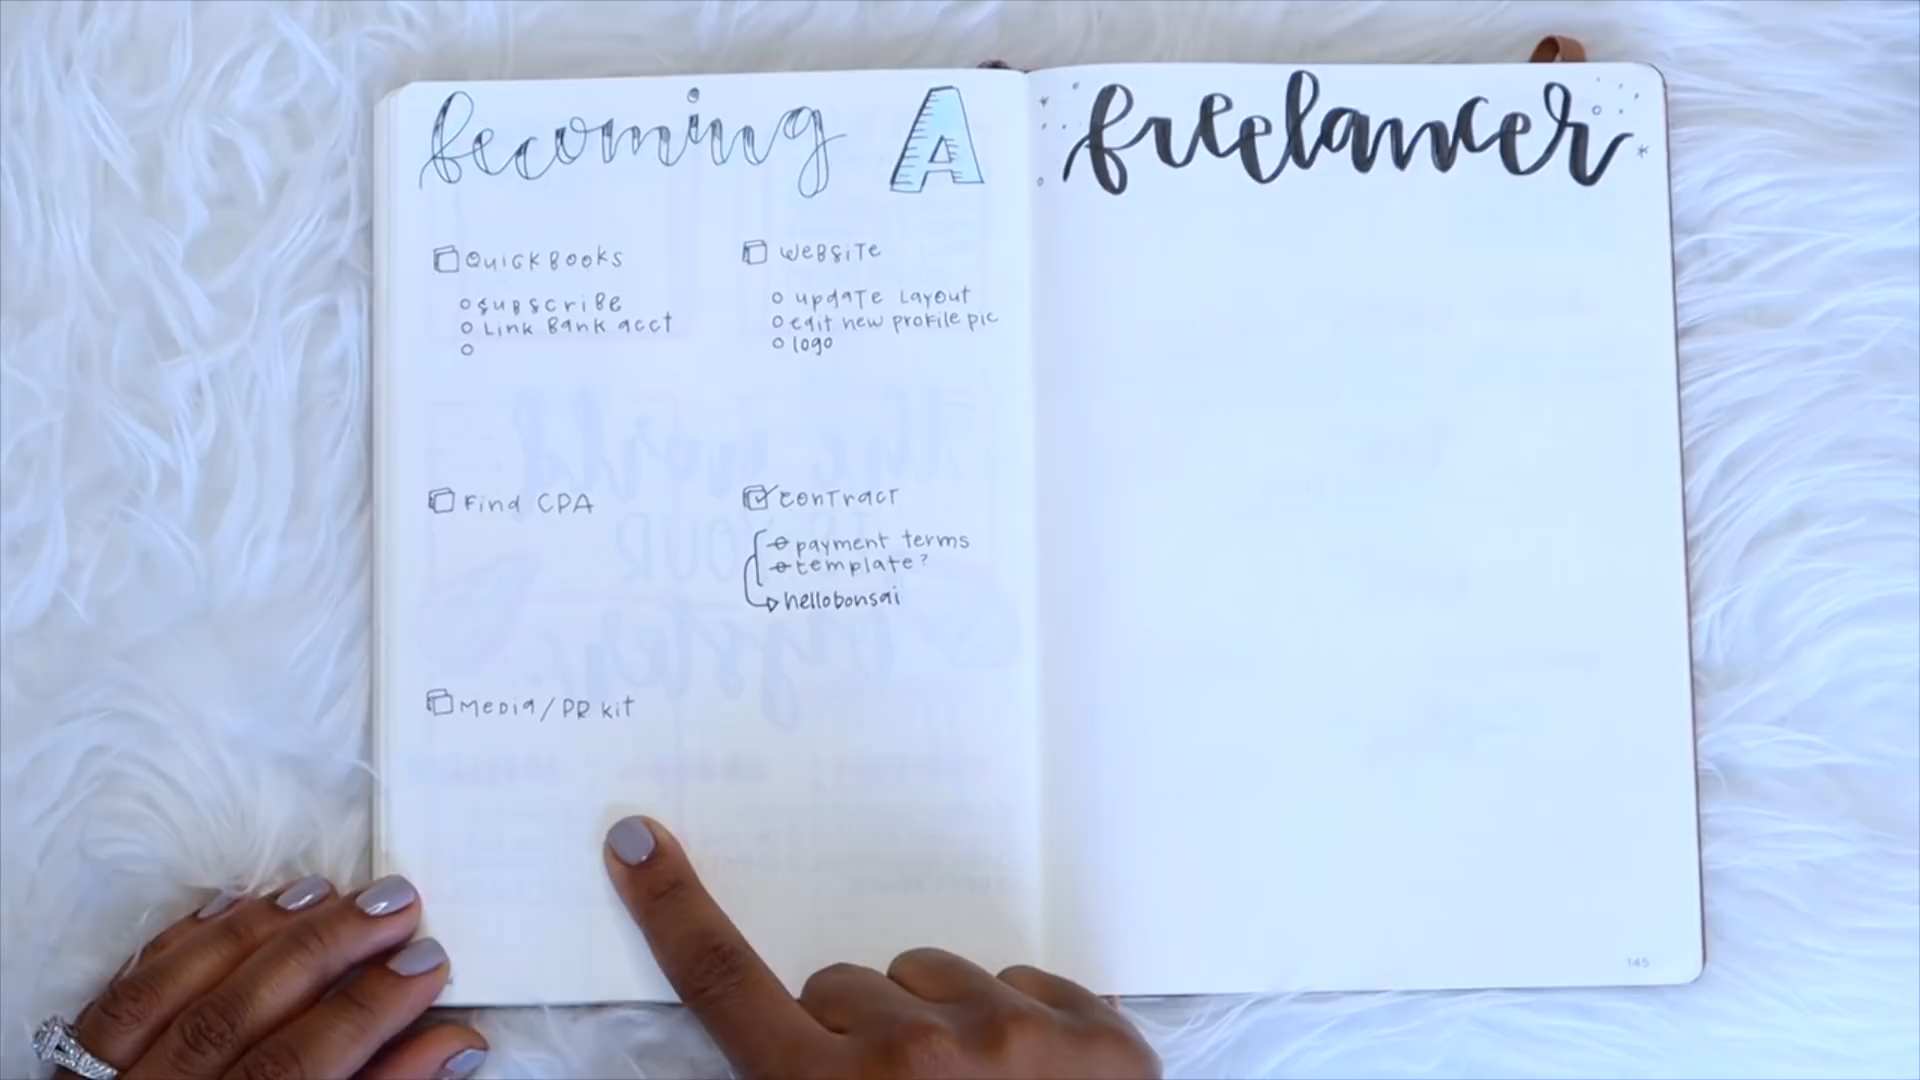 becoming A freelancer
QuickBooks
subscribe
Link Bank acct
website
update Layout
edit new profile pic
logo
Find CPA
contract
payment terms
template?
hellobonsai
Media/PR kit
145